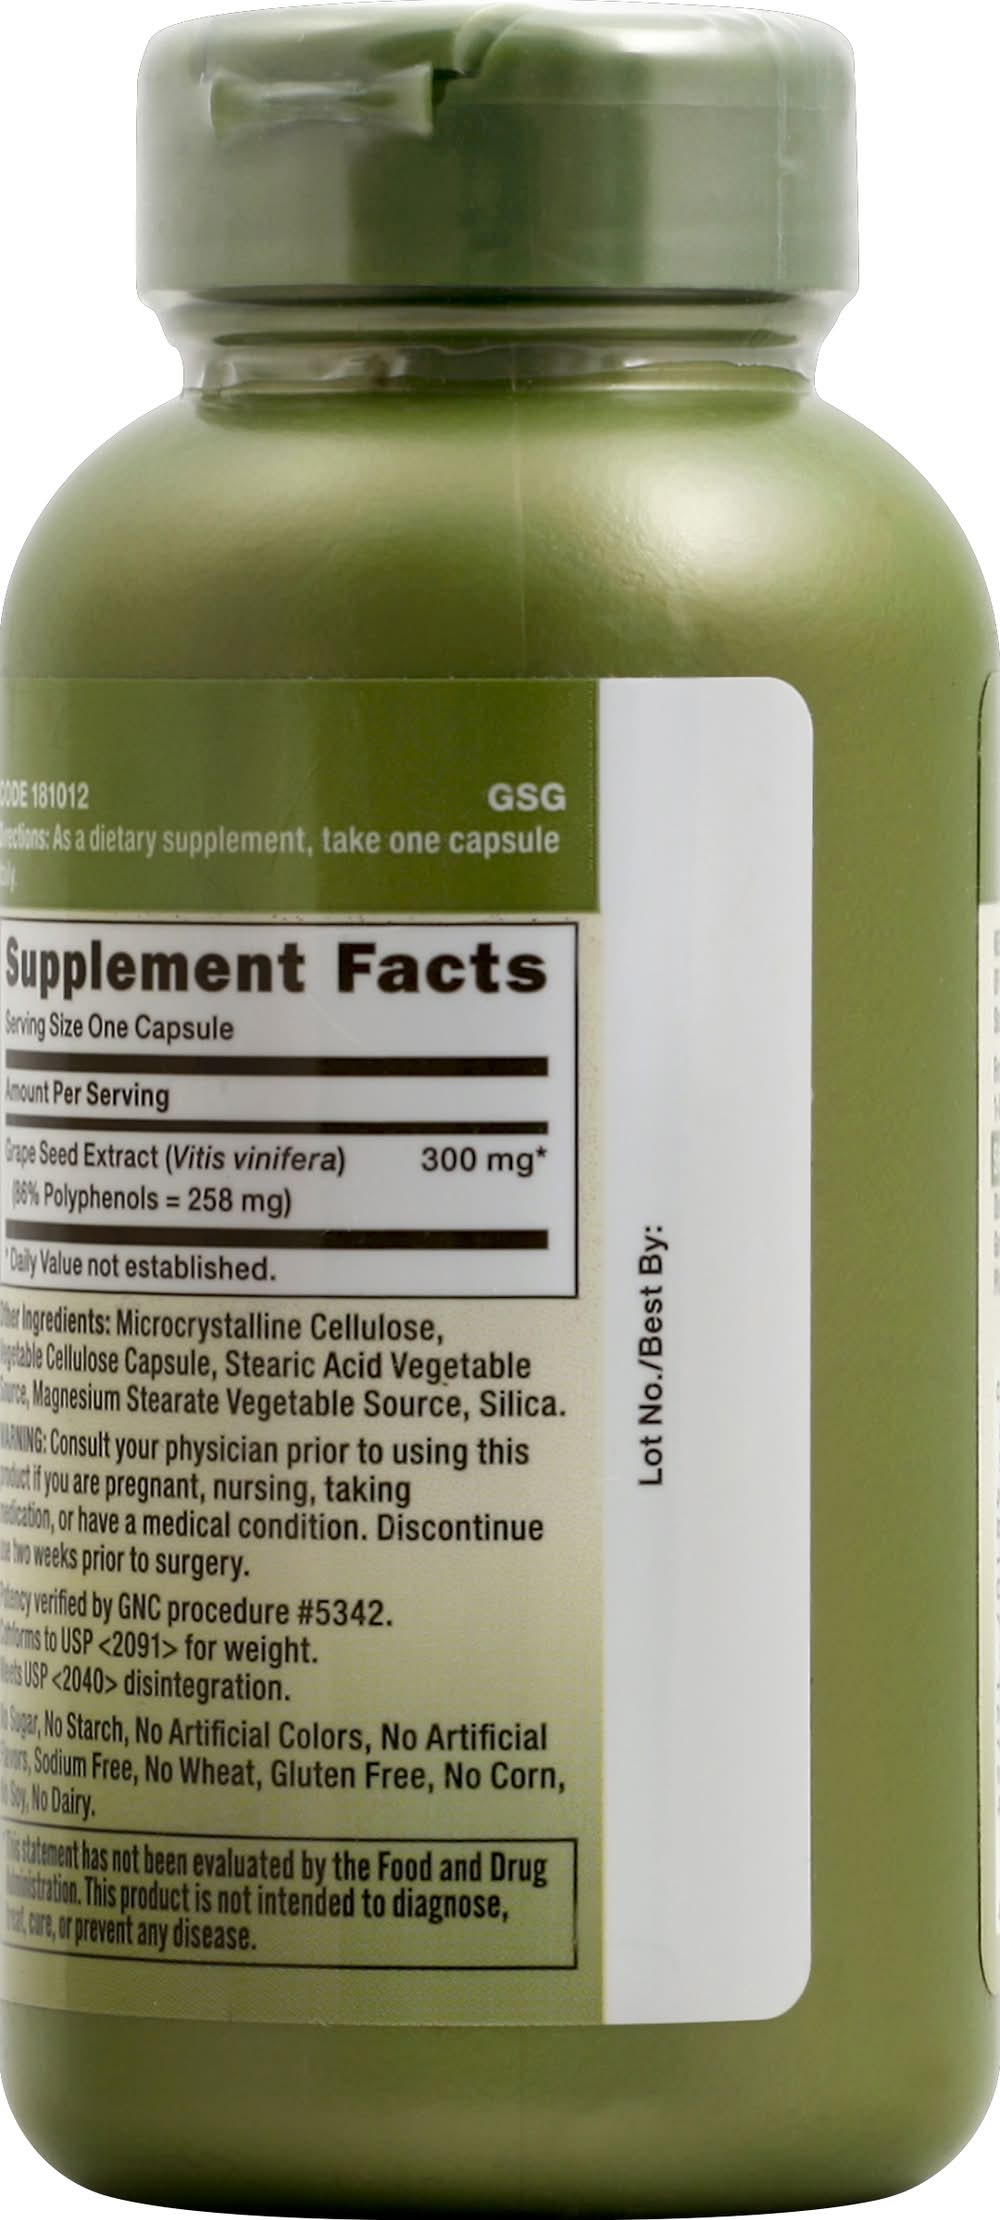 CODE 181012 GSG
Directions: As a dietary supplement, take one capsule
daily.
Supplement Facts
Serving Size One Capsule
Amount Per Serving
Grape Seed Extract (Vitis vinifera) 300 mg*
(86% Polyphenols = 258 mg)
* Daily Value not established.
Other Ingredients: Microcrystalline Cellulose,
Vegetable Cellulose Capsule, Stearic Acid Vegetable
Source, Magnesium Stearate Vegetable Source, Silica.
WARNING: Consult your physician prior to using this
product if you are pregnant, nursing, taking
medication, or have a medical condition. Discontinue
use two weeks prior to surgery.
Potency verified by GNC procedure #5342.
Conforms to USP <2091> for weight.
Meets USP <2040> disintegration.
No Sugar, No Starch, No Artificial Colors, No Artificial
Flavors, Sodium Free, No Wheat, Gluten Free, No Corn,
No Soy, No Dairy.
*This statement has not been evaluated by the Food and Drug
Administration. This product is not intended to diagnose,
treat, cure, or prevent any disease.
Lot No./Best By: